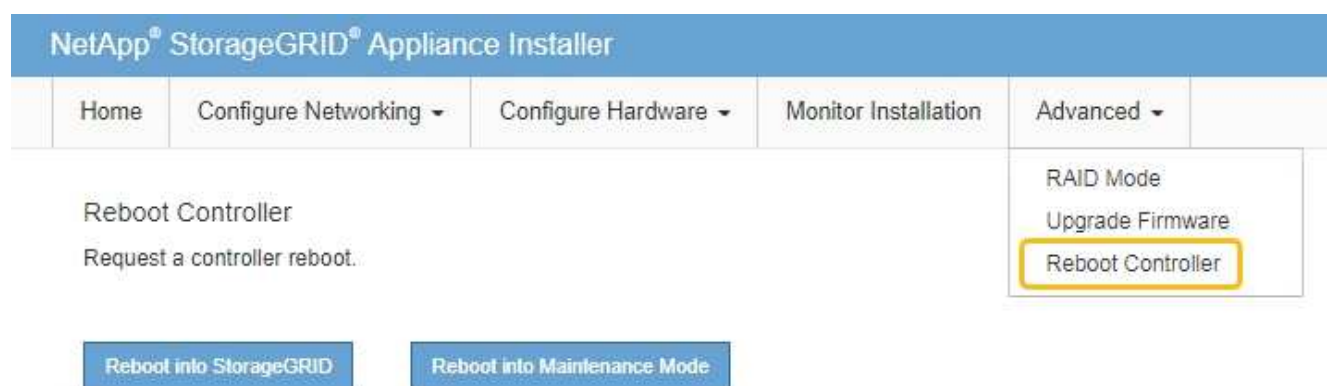 NetApp® StorageGRID® Appliance Installer
Home Configure Networking Configure Hardware Monitor Installation Advanced
RAID Mode
Upgrade Firmware
Reboot Controller
Reboot Controller
Request a controller reboot.
Reboot into StorageGRID Reboot into Maintenance Mode